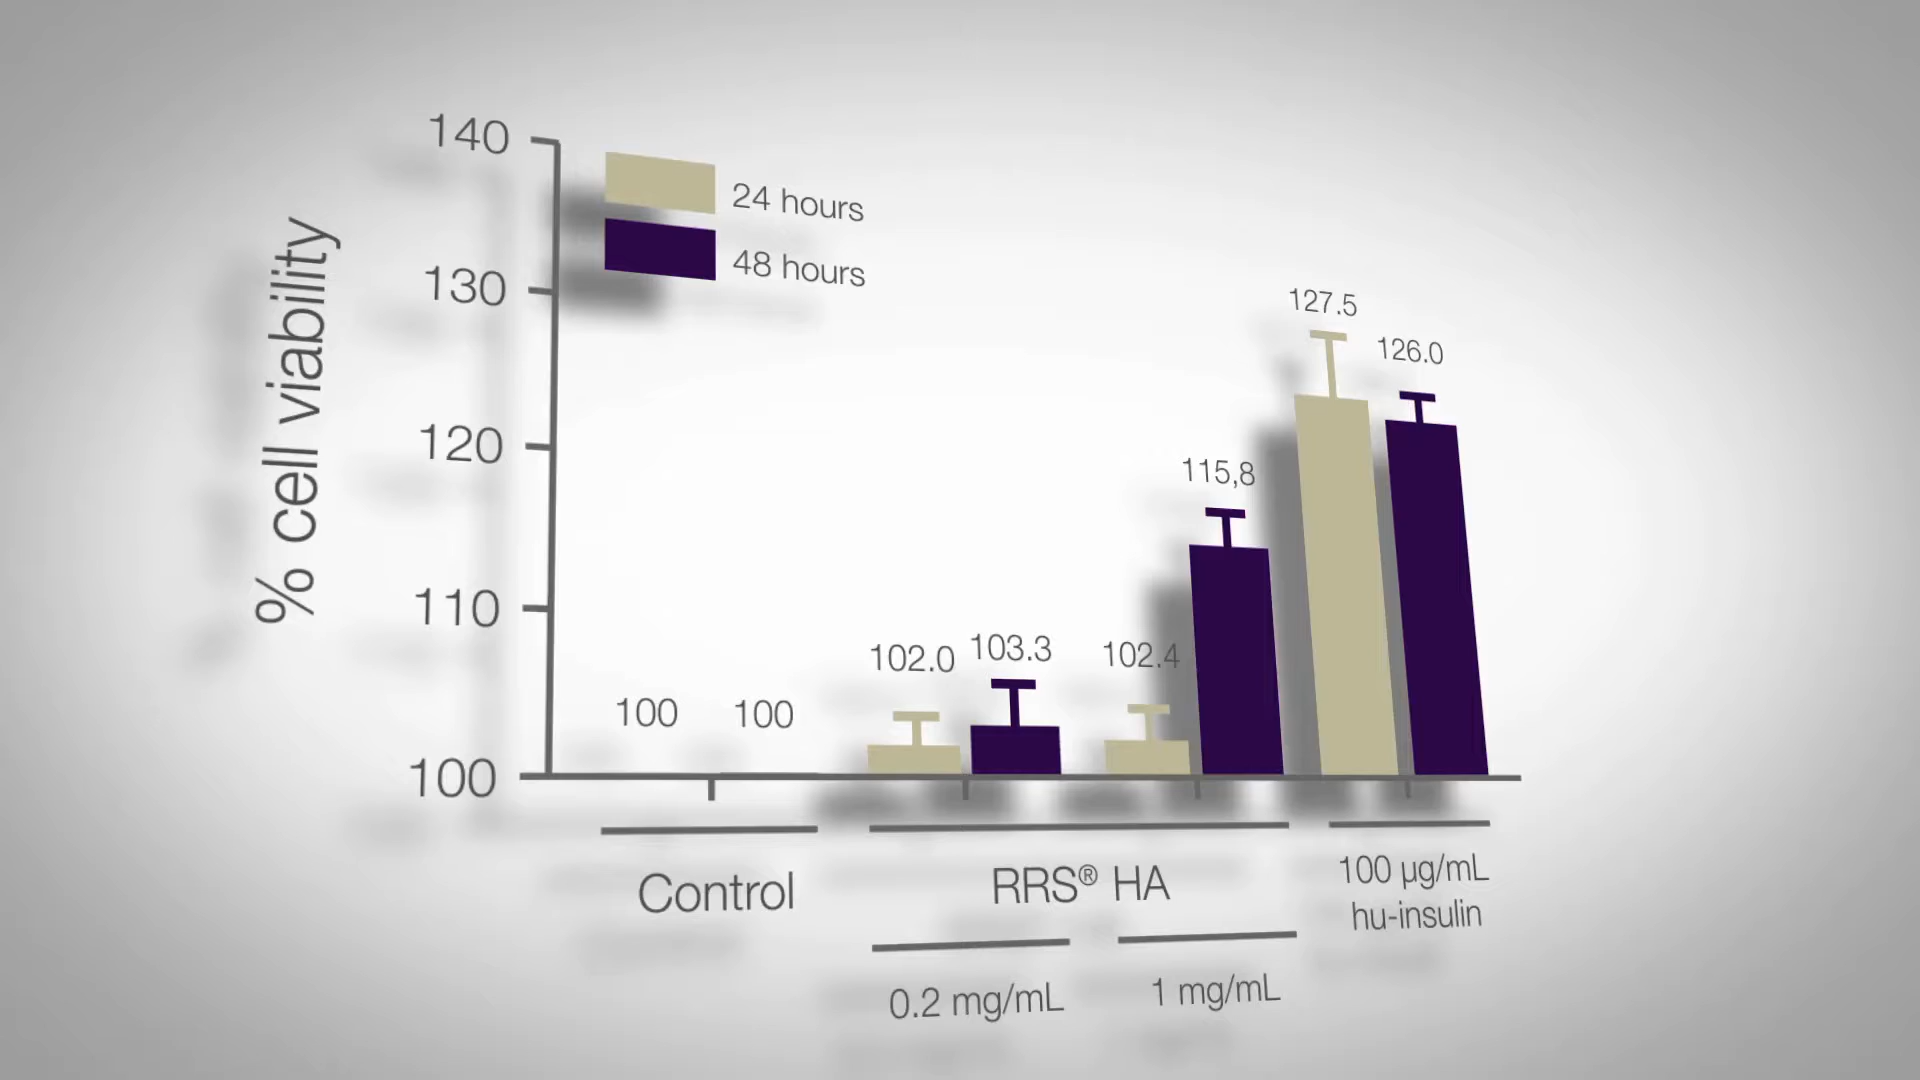 140
130
120
110
100
% cell viability
24 hours
48 hours
100
100
102.0
103.3
102.4
115,8
127.5
126.0
Control
RRS® HA
100 µg/mL
hu-insulin
0.2 mg/mL
1 mg/mL